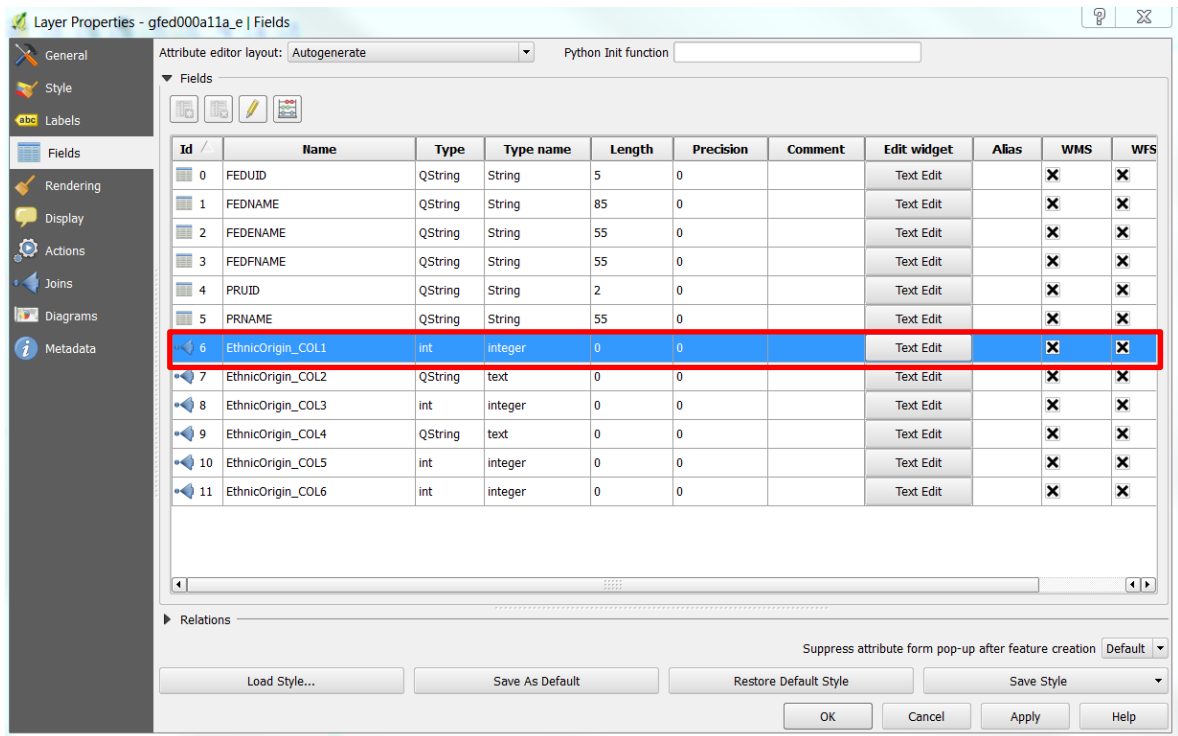 Layer Properties - gfed000a11a_e | Fields
General
Style
abc Labels
Fields
Rendering
Display
Actions
Joins
Diagrams
Metadata
Attribute editor layout: Autogenerate Python Init function
Fields
Id Name Type Type name Length Precision Comment Edit widget Alias WMS WFS
0 FEDUID QString String 5 0 Text Edit
1 FEDNAME QString String 85 0 Text Edit
2 FEDENAME QString String 55 0 Text Edit
3 FEDFNAME QString String 55 0 Text Edit
4 PRUID QString String 2 0 Text Edit
5 PRNAME QString String 55 0 Text Edit
6 EthnicOrigin_COL1 int integer 0 0 Text Edit
7 EthnicOrigin_COL2 QString text 0 0 Text Edit
8 EthnicOrigin_COL3 int integer 0 0 Text Edit
9 EthnicOrigin_COL4 QString text 0 0 Text Edit
10 EthnicOrigin_COL5 int integer 0 0 Text Edit
11 EthnicOrigin_COL6 int integer 0 0 Text Edit
Relations
Suppress attribute form pop-up after feature creation Default
Load Style... Save As Default Restore Default Style Save Style
OK Cancel Apply Help